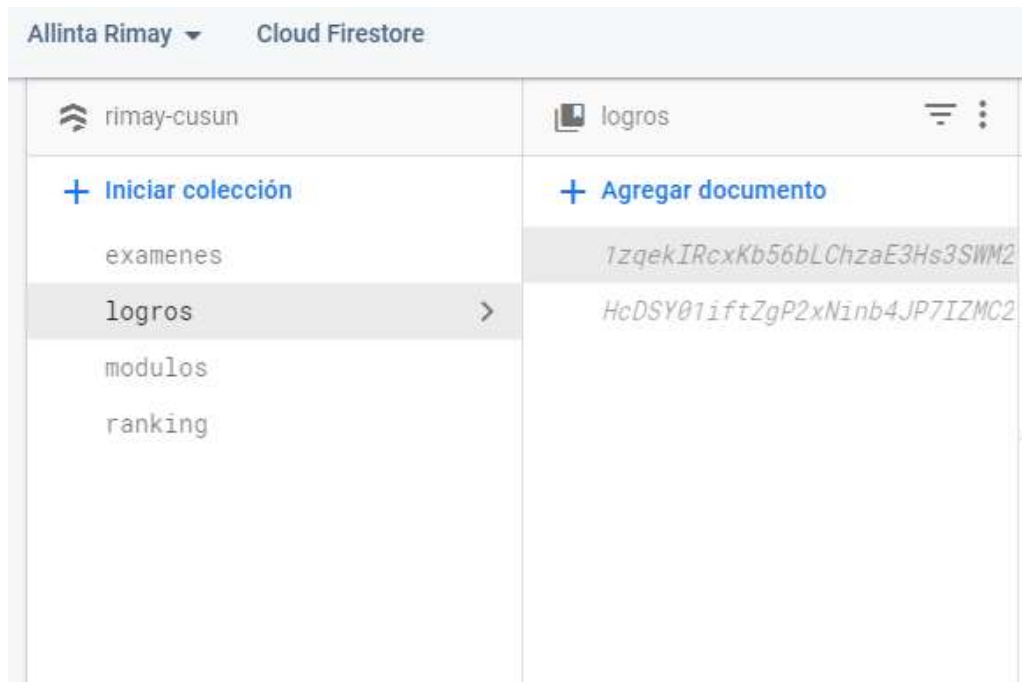 Allinta Rimay Cloud Firestore
rimay-cusun
logros
Iniciar colección
Agregar documento
examenes
1zqekIRcxKb56bLChzaE3Hs3SWM2
logros
HcDSY01iftZgP2xNinb4JP7IZMC2
modulos
ranking